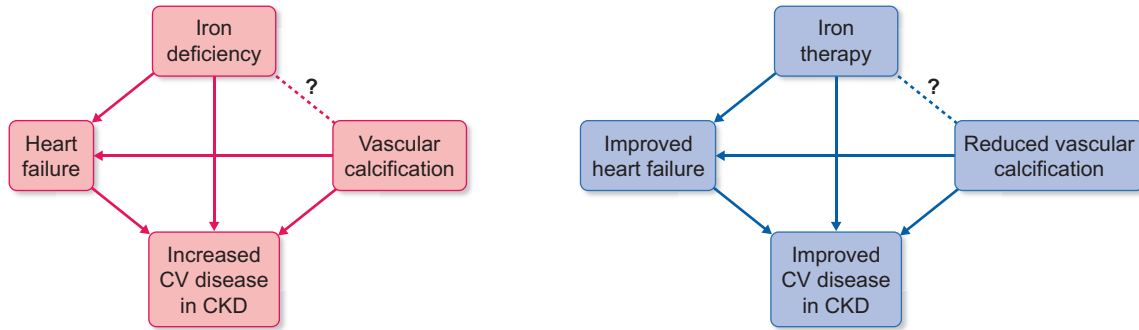 Iron
deficiency
?
Heart
failure
Vascular
calcification
Increased
CV disease
in CKD
Iron
therapy
?
Improved
heart failure
Reduced vascular
calcification
Improved
CV disease
in CKD